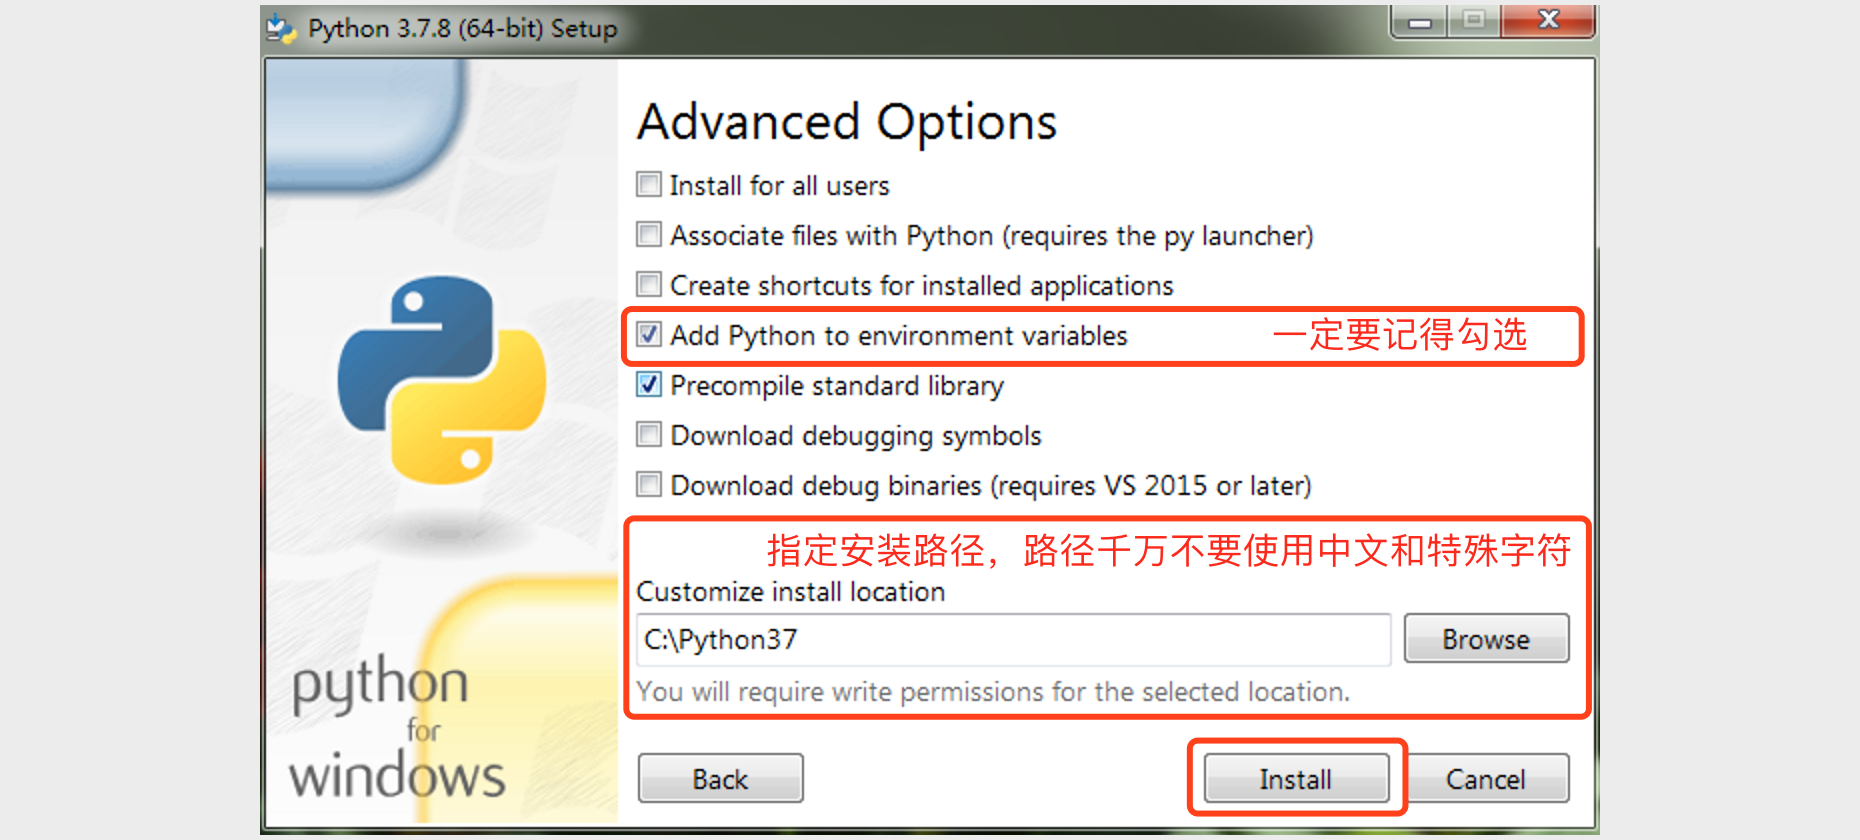 Python 3.7.8 (64-bit) Setup
Advanced Options
Install for all users
Associate files with Python (requires the py launcher)
Create shortcuts for installed applications
Add Python to environment variables 一定要记得勾选
Precompile standard library
Download debugging symbols
Download debug binaries (requires VS 2015 or later)
指定安装路径，路径千万不要使用中文和特殊字符
Customize install location
C:\Python37 Browse
You will require write permissions for the selected location.
python
for
windows
Back Install Cancel